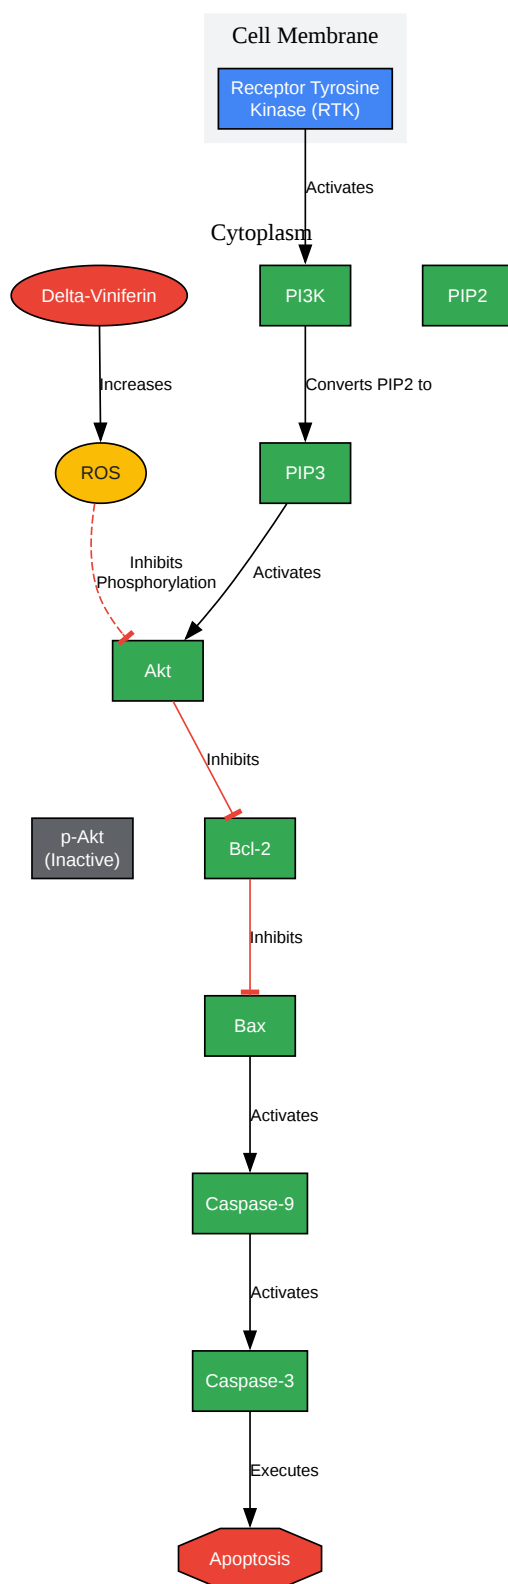 Cell Membrane
Receptor Tyrosine
Kinase (RTK)
Activates
Cytoplasm
Delta-Viniferin
PI3K
PIP2
Increases
Converts PIP2 to
ROS
PIP3
Inhibits
Phosphorylation
Activates
Akt
Inhibits
p-Akt
(Inactive)
Bcl-2
Inhibits
Bax
Activates
Caspase-9
Activates
Caspase-3
Executes
Apoptosis